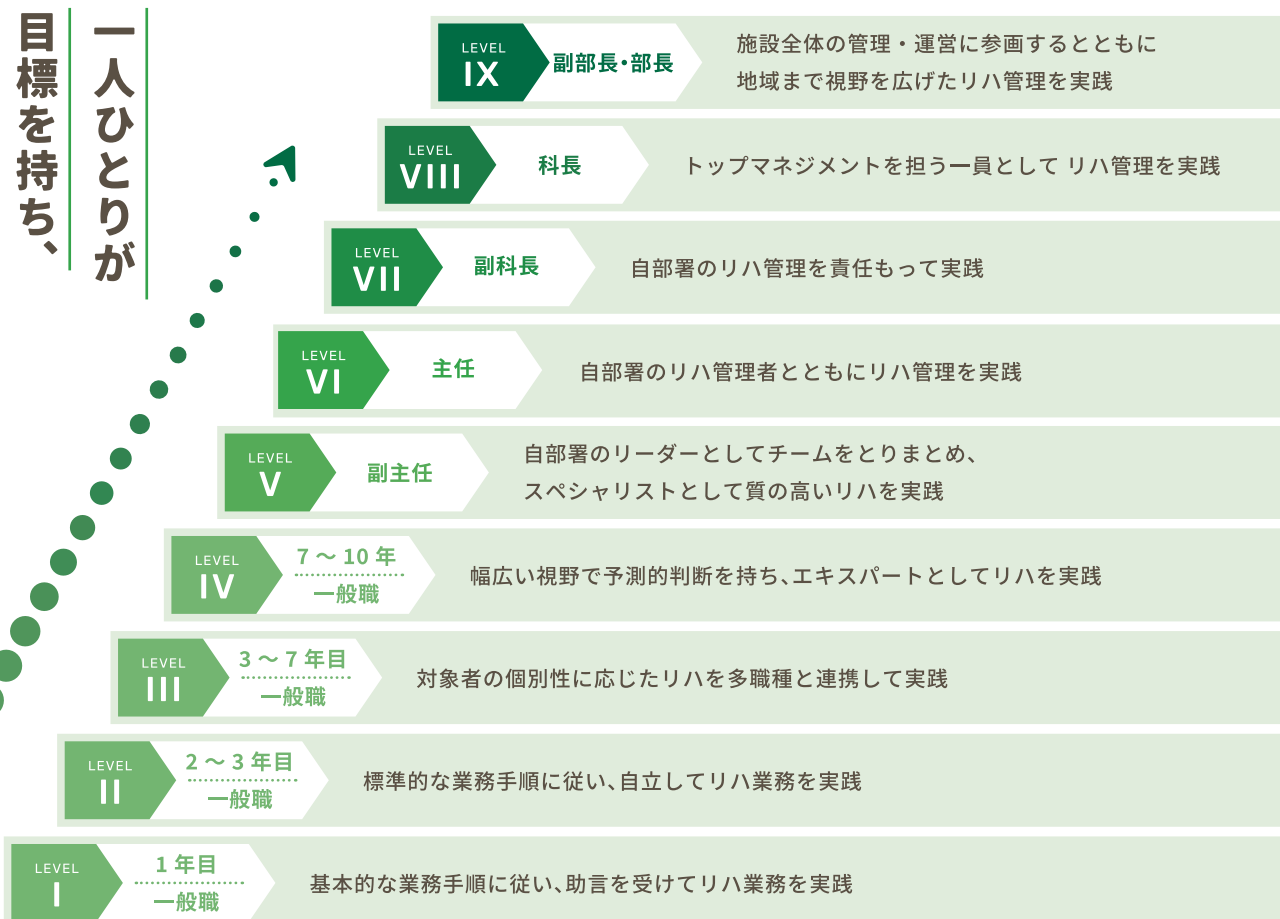 一人ひとりが
目標を持ち、
LEVEL
IX
副部長・部長
施設全体の管理・運営に参画するとともに
地域まで視野を広げたリハ管理を実践
LEVEL
VIII
科長
トップマネジメントを担う一員として リハ管理を実践
LEVEL
VII
副科長
自部署のリハ管理を責任もって実践
LEVEL
VI
主任
自部署のリハ管理者とともにリハ管理を実践
LEVEL
V
副主任
自部署のリーダーとしてチームをとりまとめ、
スペシャリストとして質の高いリハを実践
LEVEL
IV
7 〜 10 年
一般職
幅広い視野で予測的判断を持ち、エキスパートとしてリハを実践
LEVEL
III
3 〜 7 年目
一般職
対象者の個別性に応じたリハを多職種と連携して実践
LEVEL
II
2 〜 3 年目
一般職
標準的な業務手順に従い、自立してリハ業務を実践
LEVEL
I
1 年目
一般職
基本的な業務手順に従い、助言を受けてリハ業務を実践